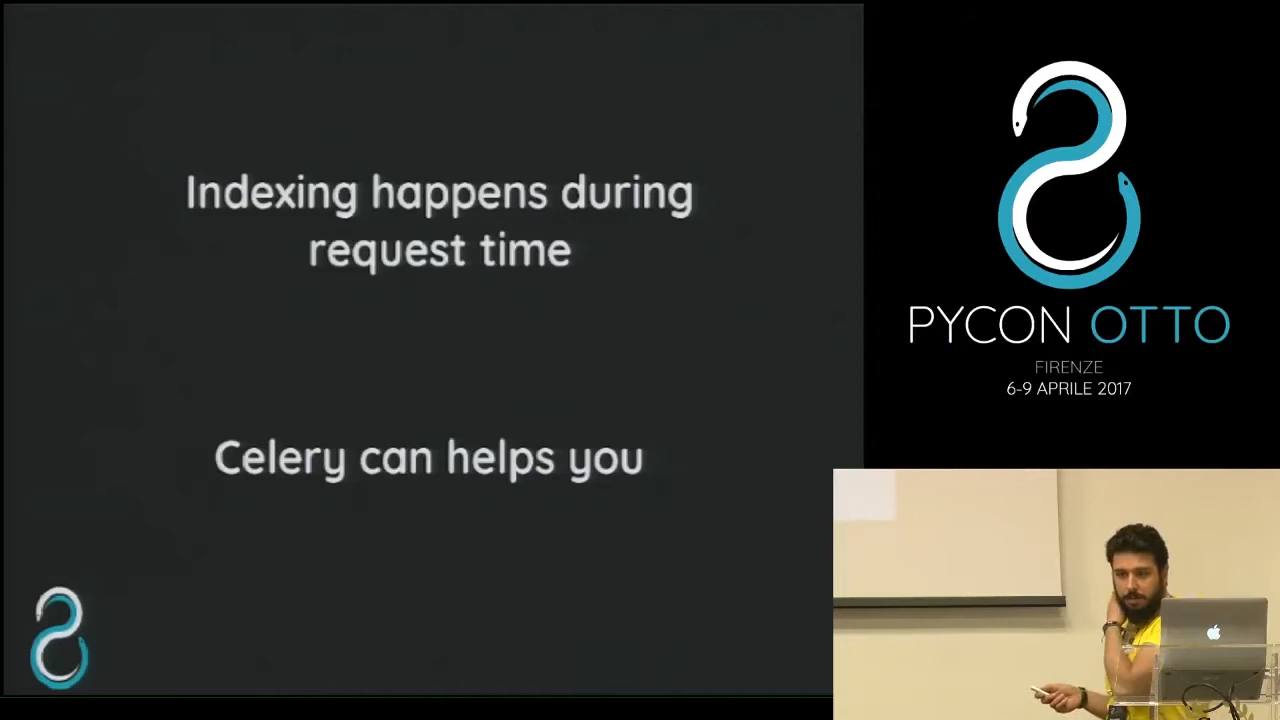 Indexing happens during
request time
Celery can helps you
PYCON OTTO
FIRENZE
6-9 APRILE 2017